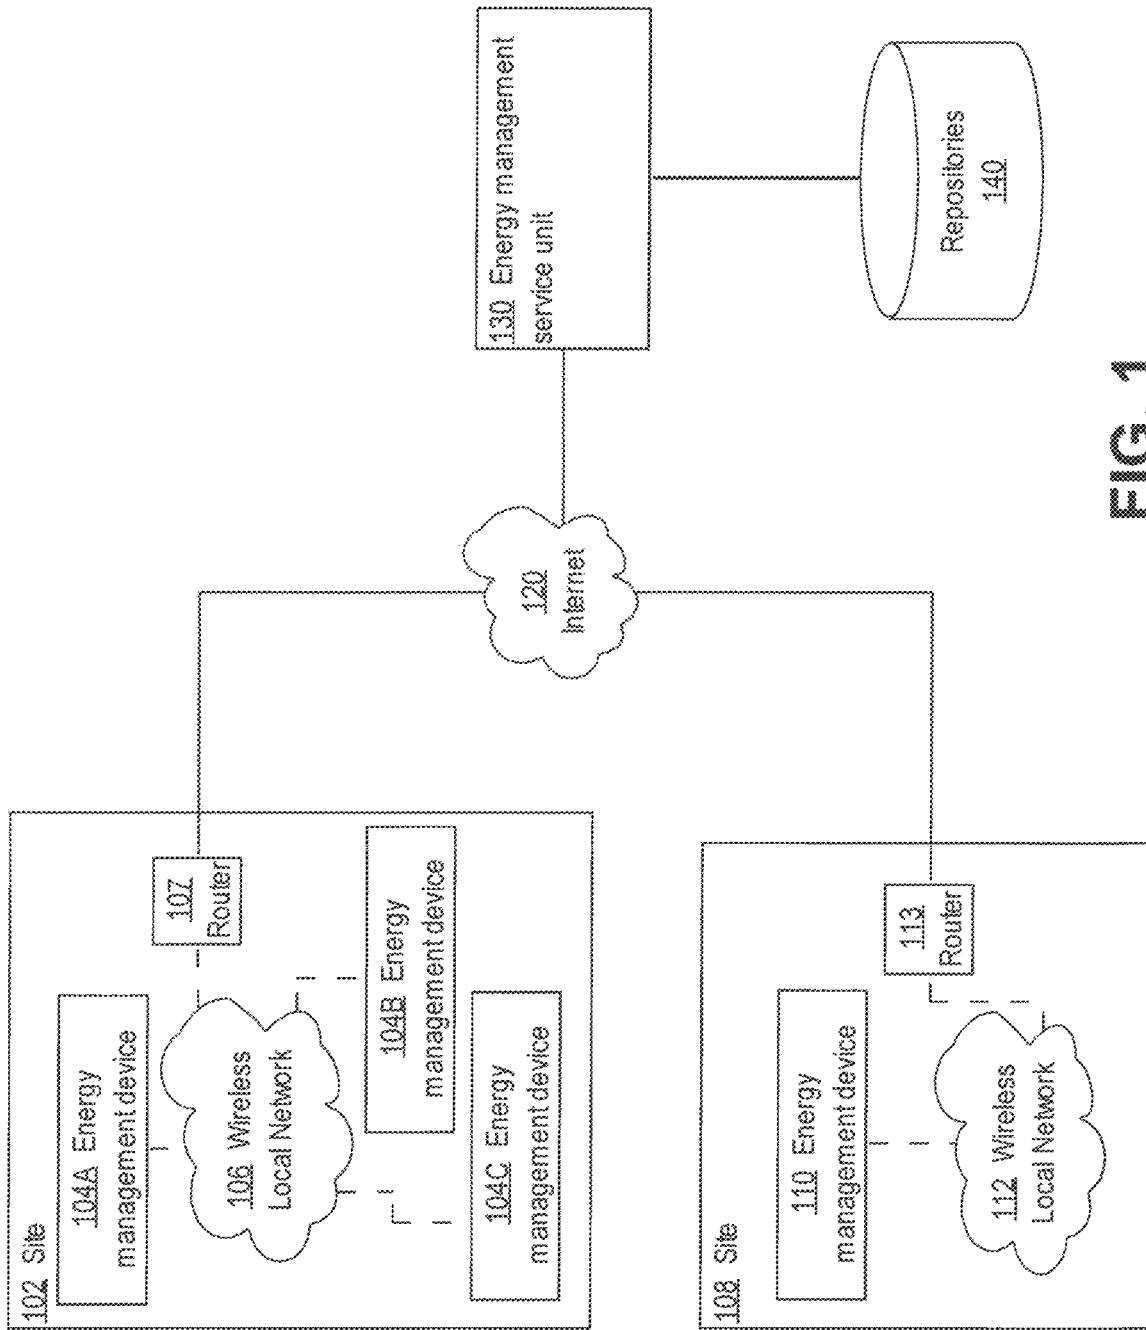 102 Site
104A Energy
management device
106 Wireless
Local Network
107
Router
104B Energy
management device
104C Energy
management device
108 Site
110 Energy
management device
112 Wireless
Local Network
113
Router
120
Internet
130 Energy management
service unit
Repositories
140
FIG. 1